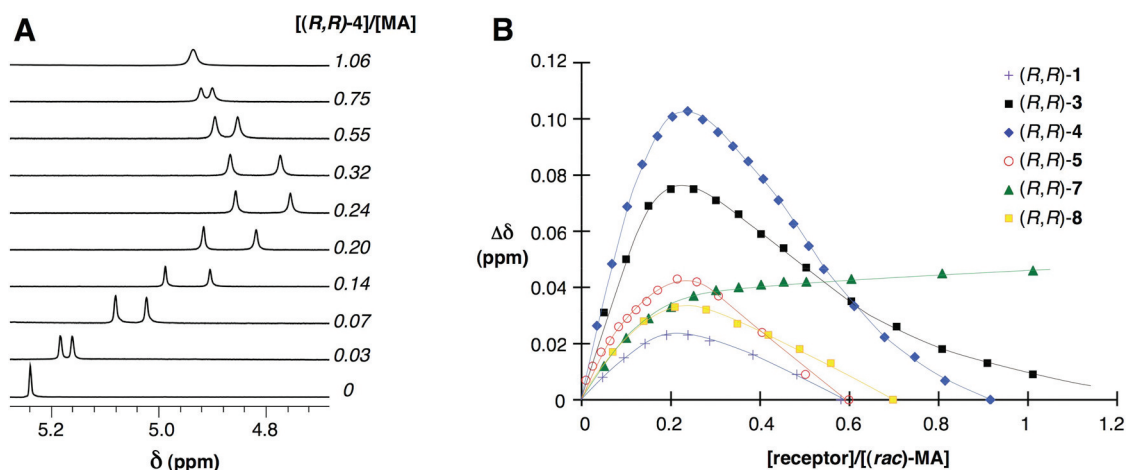 A
[(R,R)-4]/[MA]
1.06
0.75
0.55
0.32
0.24
0.20
0.14
0.07
0.03
0
5.2 5.0 4.8
δ (ppm)
B
0.12
0.10
0.08
0.06
0.04
0.02
0
Δδ
(ppm)
(R,R)-1
(R,R)-3
(R,R)-4
(R,R)-5
(R,R)-7
(R,R)-8
0 0.2 0.4 0.6 0.8 1 1.2
[receptor]/[(rac)-MA]